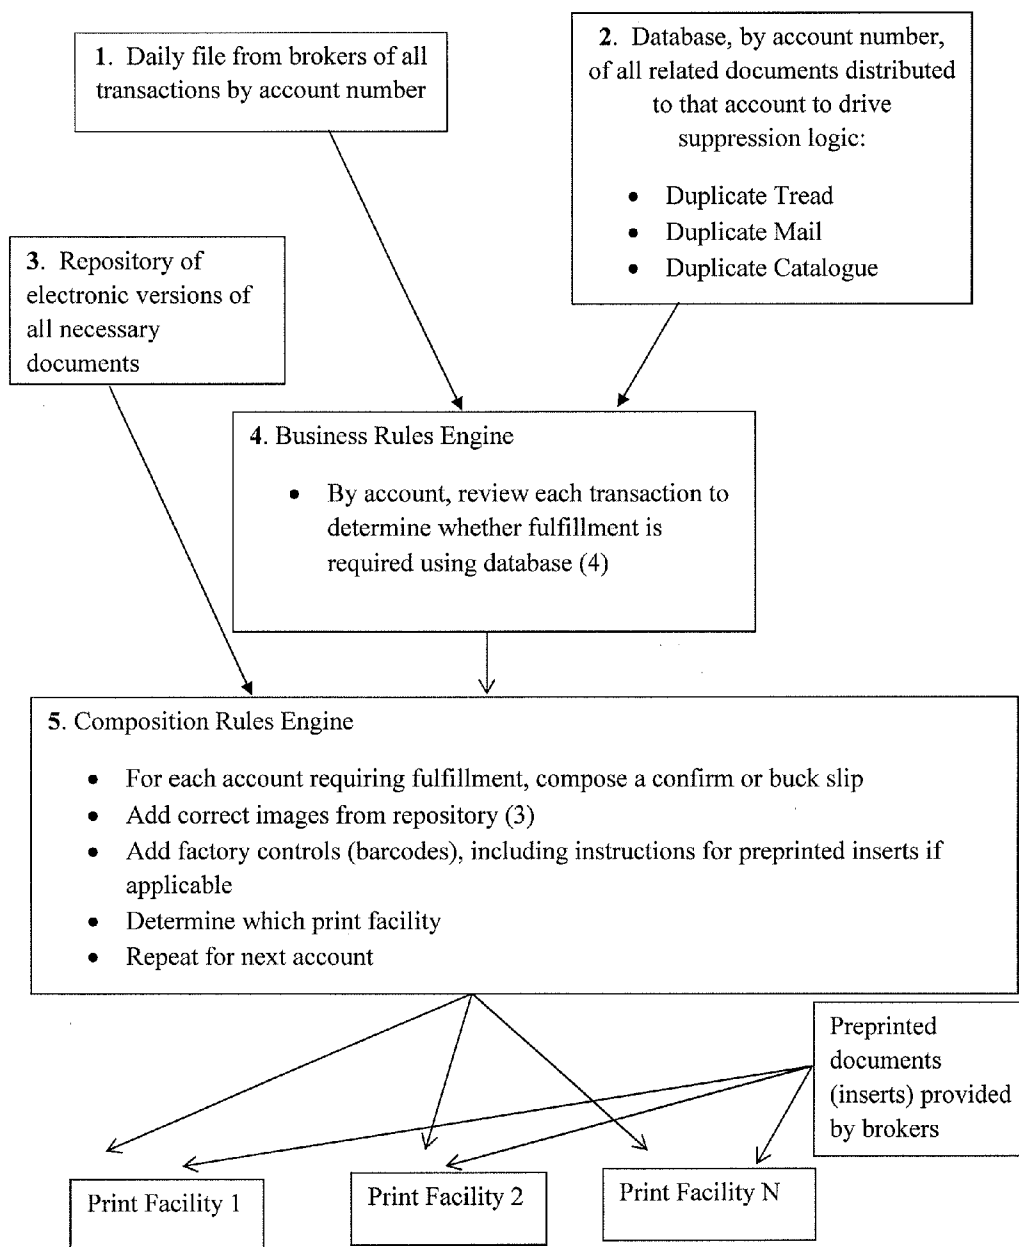 1. Daily file from brokers of all
transactions by account number
2. Database, by account number,
of all related documents distributed
to that account to drive
suppression logic:
• Duplicate Tread
• Duplicate Mail
• Duplicate Catalogue
3. Repository of
electronic versions of
all necessary
documents
4. Business Rules Engine
• By account, review each transaction to
determine whether fulfillment is
required using database (4)
5. Composition Rules Engine
• For each account requiring fulfillment, compose a confirm or buck slip
• Add correct images from repository (3)
• Add factory controls (barcodes), including instructions for preprinted inserts if
applicable
• Determine which print facility
• Repeat for next account
Preprinted
documents
(inserts) provided
by brokers
Print Facility 1
Print Facility 2
Print Facility N